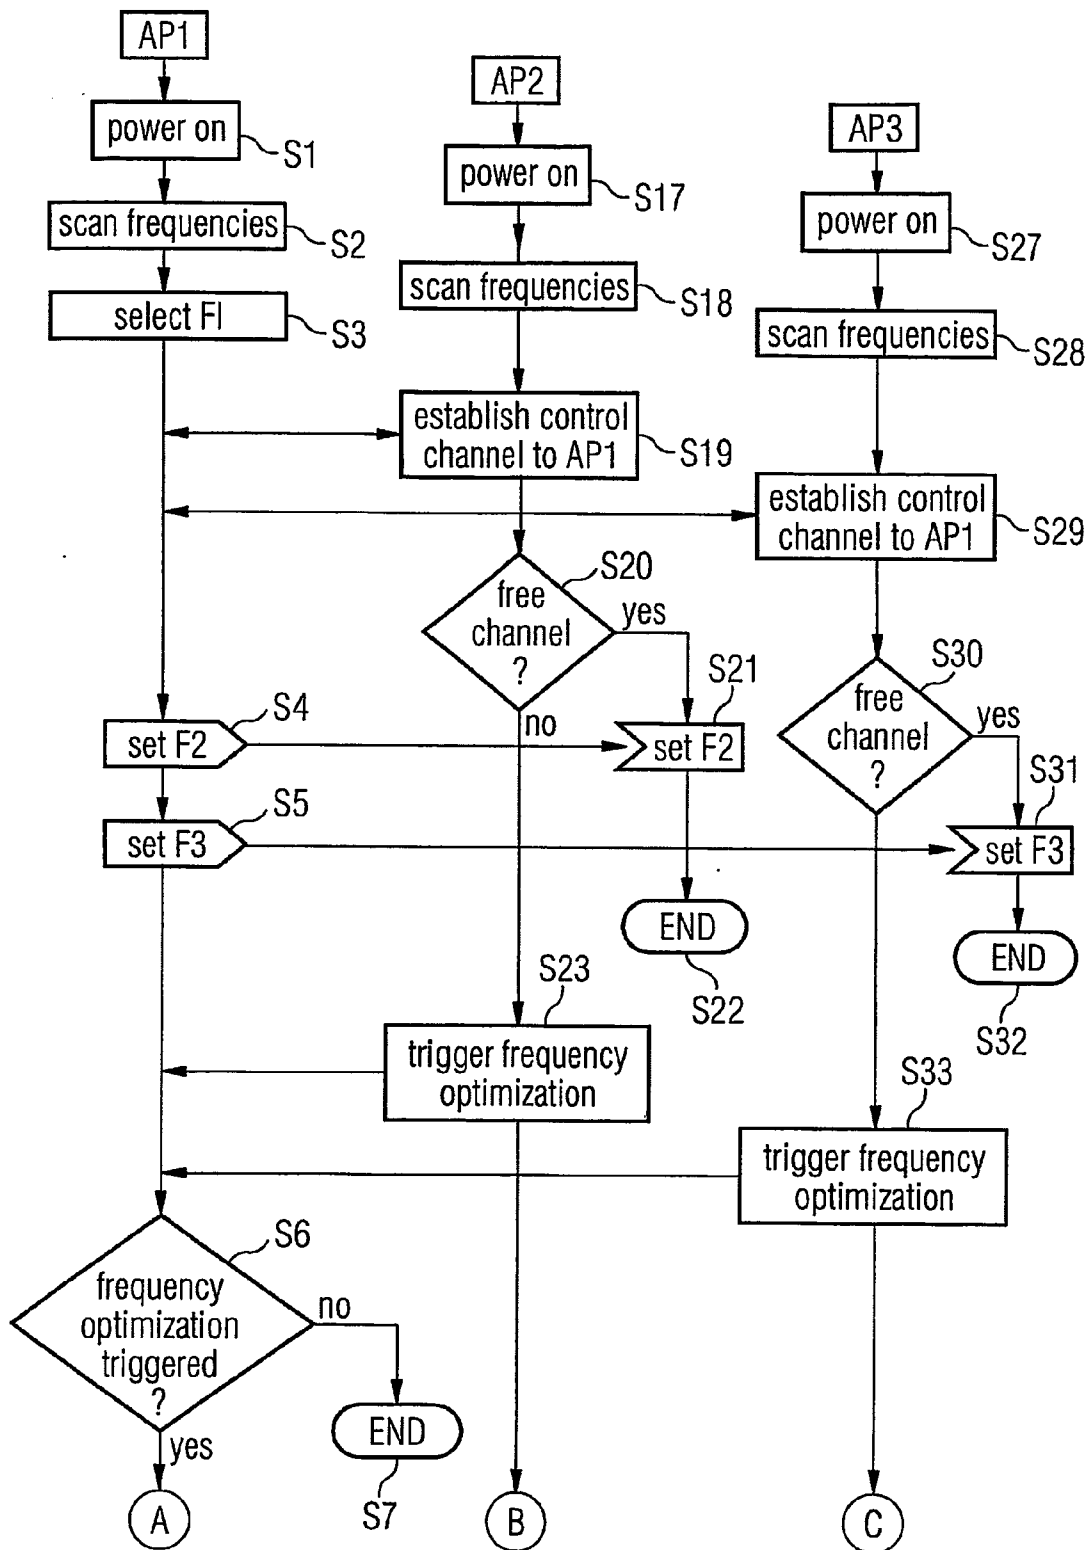 AP1
power on
S1
scan frequencies
S2
select FI
S3
S4
set F2
S5
set F3
S6
frequency
optimization
triggered
?
no
yes
END
S7
A
AP2
power on
S17
scan frequencies
S18
establish control
channel to AP1
S19
S20
free
channel
?
yes
no
S21
set F2
END
S22
S23
trigger frequency
optimization
B
AP3
power on
S27
scan frequencies
S28
establish control
channel to AP1
S29
S30
free
channel
?
yes
S31
set F3
END
S32
S33
trigger frequency
optimization
C